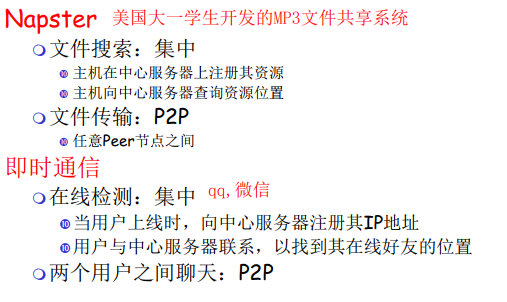 Napster 美国大一学生开发的MP3文件共享系统
文件搜索：集中
主机在中心服务器上注册其资源
主机向中心服务器查询资源位置
文件传输：P2P
任意Peer节点之间
即时通信
在线检测：集中 qq,微信
当用户上线时，向中心服务器注册其IP地址
用户与中心服务器联系，以找到其在线好友的位置
两个用户之间聊天：P2P